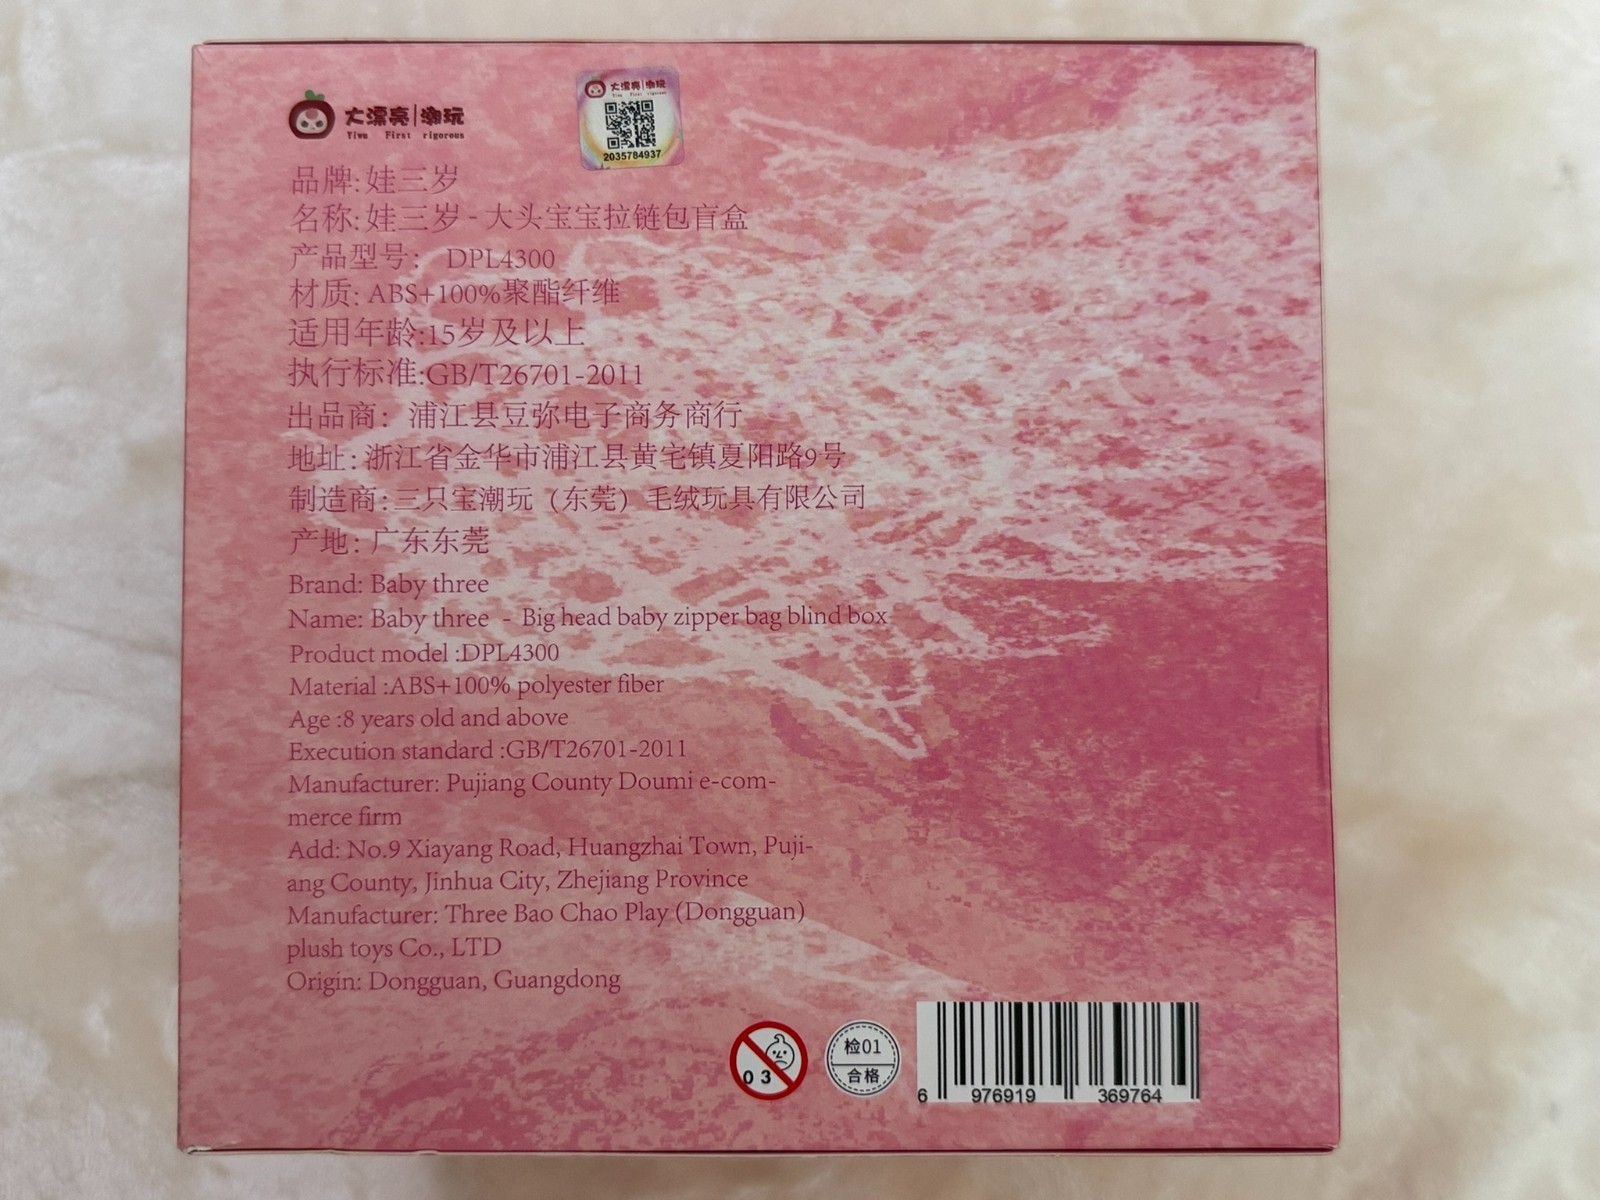 大漂亮|潮玩
Yiwu First rigorous
大漂亮|潮玩
Yiwu First rigorous
2035784937
品牌:娃三岁
名称:娃三岁-大头宝宝拉链包盲盒
产品型号： DPL4300
材质: ABS+100%聚酯纤维
适用年龄:15岁及以上
执行标准:GB/T26701-2011
出品商： 浦江县豆弥电子商务商行
地址: 浙江省金华市浦江县黄宅镇夏阳路9号
制造商:三只宝潮玩（东莞）毛绒玩具有限公司
产地: 广东东莞
Brand: Baby three
Name: Baby three - Big head baby zipper bag blind box
Product model :DPL4300
Material :ABS+100% polyester fiber
Age :8 years old and above
Execution standard :GB/T26701-2011
Manufacturer: Pujiang County Doumi e-com-
merce firm
Add: No.9 Xiayang Road, Huangzhai Town, Puji-
ang County, Jinhua City, Zhejiang Province
Manufacturer: Three Bao Chao Play (Dongguan)
plush toys Co., LTD
Origin: Dongguan, Guangdong
0 3
检01
合格
6 976919 369764